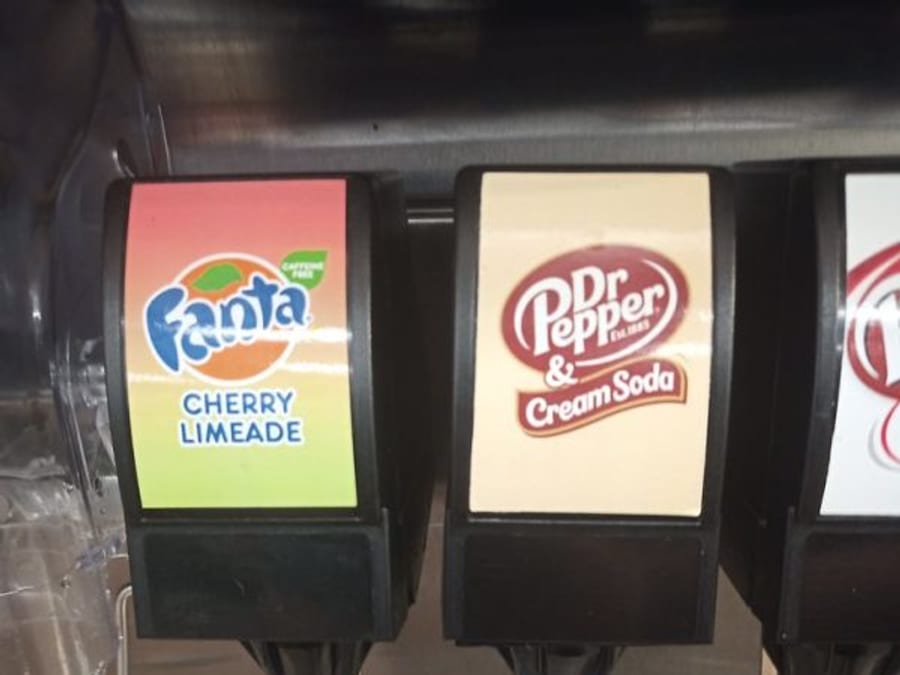 CAFFEINE
FREE
Fanta
CHERRY
LIMEADE
Dr
Pepper
EST. 1885
&
Cream Soda